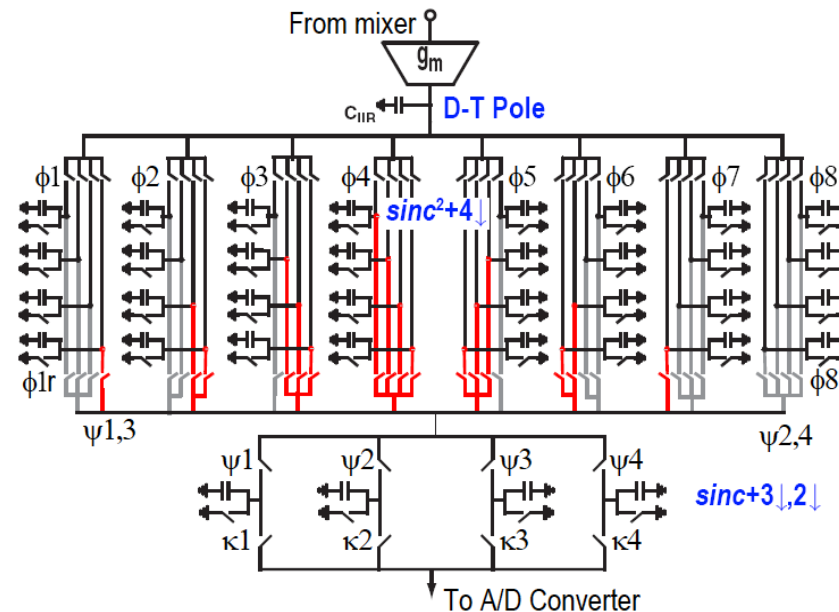 From mixer
gm
CIIR
D-T Pole
ϕ1 ϕ2 ϕ3 ϕ4 ϕ5 ϕ6 ϕ7 ϕ8
sinc²+4↓
ϕ1r ϕ8
ψ1,3 ψ2,4
ψ1 ψ2 ψ3 ψ4
sinc+3↓,2↓
κ1 κ2 κ3 κ4
To A/D Converter